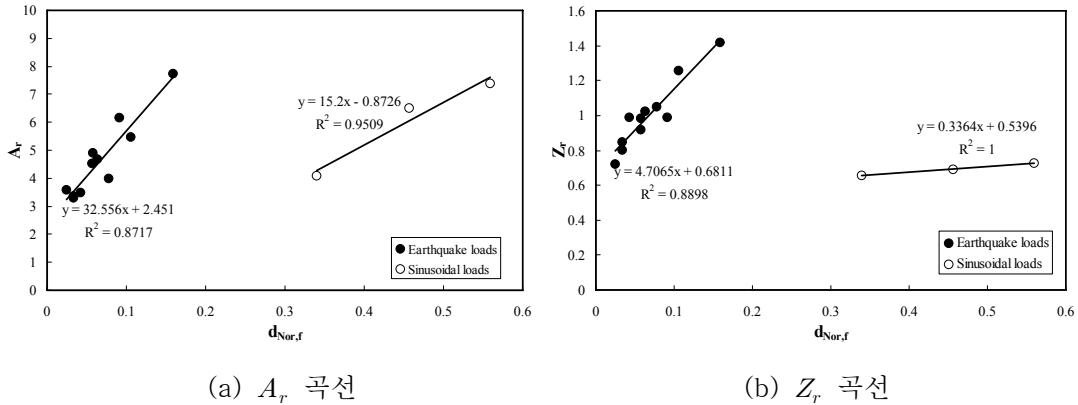 10
9
8
7
6
5
4
3
2
1
0
A_r
y = 15.2x - 0.8726
R² = 0.9509
y = 32.556x + 2.451
R² = 0.8717
Earthquake loads
Sinusoidal loads
0 0.1 0.2 0.3 0.4 0.5 0.6
d_Nor,f
(a) A_r 곡선
1.6
1.4
1.2
1
0.8
0.6
0.4
0.2
0
Z_r
y = 0.3364x + 0.5396
R² = 1
y = 4.7065x + 0.6811
R² = 0.8898
Earthquake loads
Sinusoidal loads
0 0.1 0.2 0.3 0.4 0.5 0.6
d_Nor,f
(b) Z_r 곡선